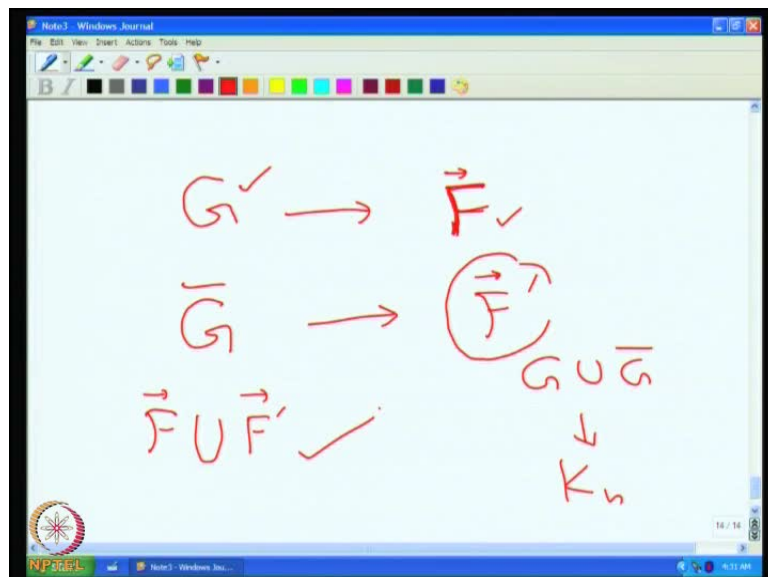 Note3 - Windows Journal
File Edit View Insert Actions Tools Help
B I
G ✓ → F⃗ ✓
G̅ → F⃗ '
G ∪ G̅
↓
K n
F⃗ ∪ F⃗ ' ✓
14 / 14
NPTEL
Note3 - Windows Jou...
4:31 AM